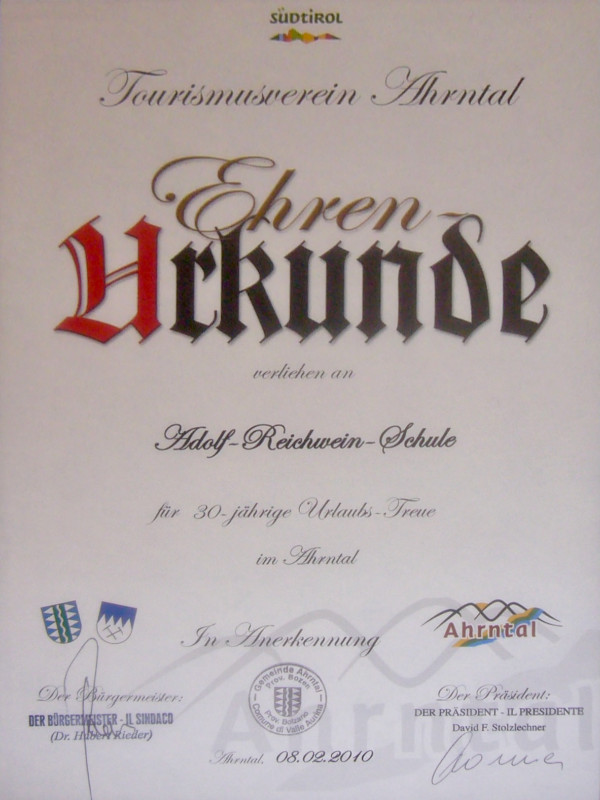 SÜDTIROL
Tourismusverein Ahrntal
Ehren-
Urkunde
verliehen an
Adolf-Reichwein-Schule
für 30-jährige Urlaubs-Treue
im Ahrntal
In Anerkennung
Ahrntal
Der Bürgermeister:
DER BÜRGERMEISTER - IL SINDACO
(Dr. Hubert Rieder)
Gemeinde Ahrntal
Prov. Bozen
Prov. Bolzano
Comune di Valle Aurina
Der Präsident:
DER PRÄSIDENT - IL PRESIDENTE
David F. Stolzlechner
Ahrntal, 08.02.2010
Ahrntal